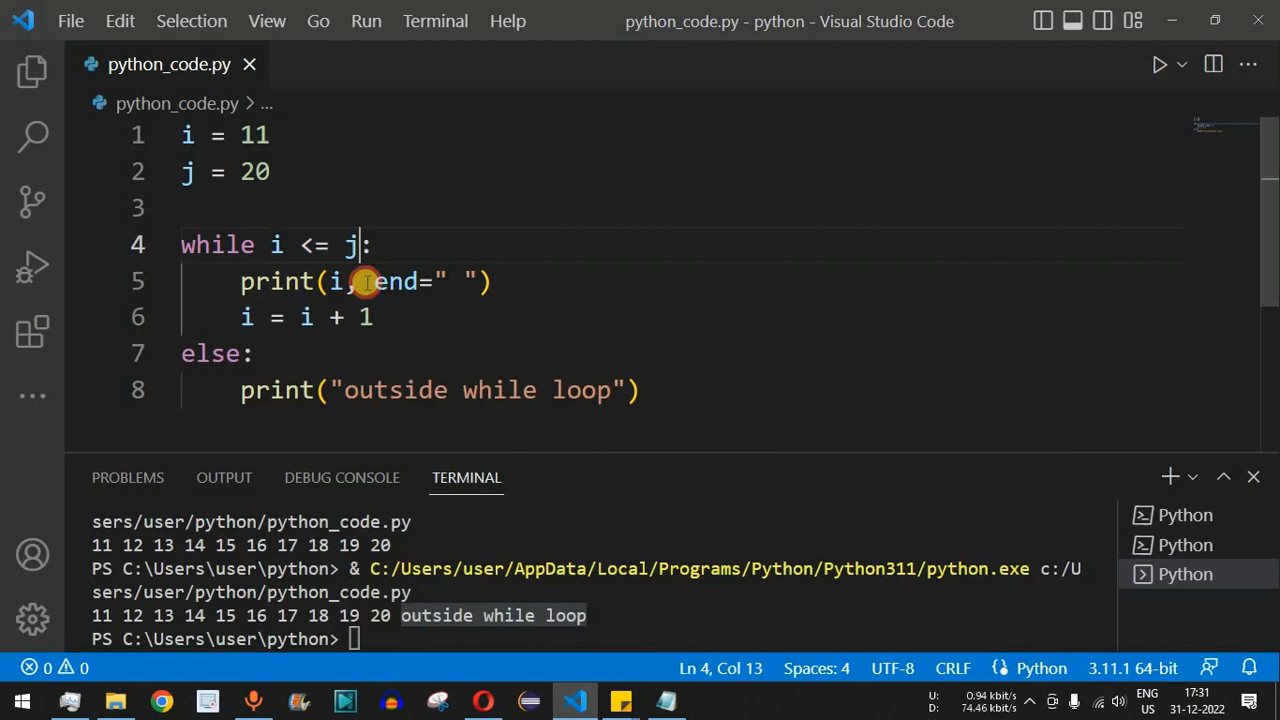 File Edit Selection View Go Run Terminal Help python_code.py - python - Visual Studio Code
python_code.py
python_code.py > ...
1 i = 11
2 j = 20
3
4 while i <= j:
5 print(i, end=" ")
6 i = i + 1
7 else:
8 print("outside while loop")
PROBLEMS OUTPUT DEBUG CONSOLE TERMINAL
sers/user/python/python_code.py
11 12 13 14 15 16 17 18 19 20
PS C:\Users\user\python> & C:/Users/user/AppData/Local/Programs/Python/Python311/python.exe c:/U
sers/user/python/python_code.py
11 12 13 14 15 16 17 18 19 20 outside while loop
PS C:\Users\user\python>
Python
Python
Python
0 0 Ln 4, Col 13 Spaces: 4 UTF-8 CRLF Python 3.11.1 64-bit
U: 0.94 kbit/s
D: 74.46 kbit/s
ENG
US
17:31
31-12-2022